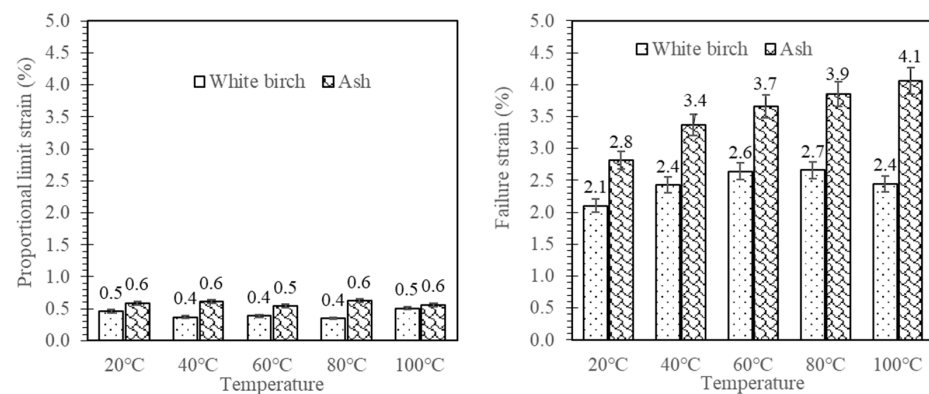 Proportional limit strain (%)
5.0
4.5
4.0
3.5
3.0
2.5
2.0
1.5
1.0
0.5
0.0
White birch Ash
0.5 0.6 0.4 0.6 0.4 0.5 0.4 0.6 0.5 0.6
20℃ 40℃ 60℃ 80℃ 100℃
Temperature
Failure strain (%)
5.0
4.5
4.0
3.5
3.0
2.5
2.0
1.5
1.0
0.5
0.0
White birch Ash
2.1 2.8 2.4 3.4 2.6 3.7 2.7 3.9 2.4 4.1
20℃ 40℃ 60℃ 80℃ 100℃
Temperature